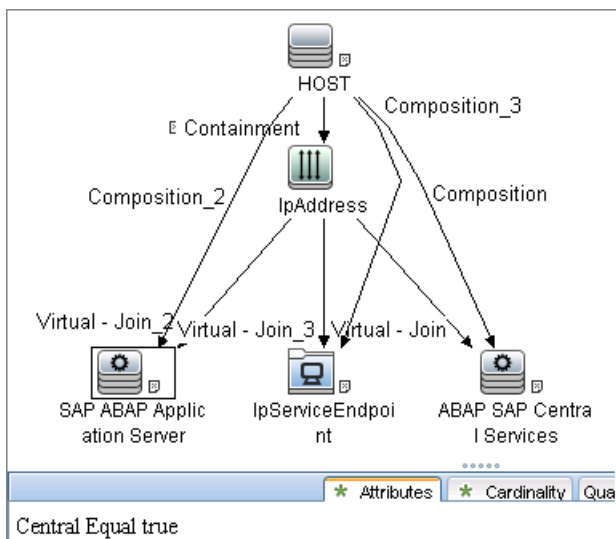 HOST
Composition_3
Containment
Composition_2
Composition
IpAddress
Virtual - Join_2
Virtual - Join_3
Virtual - Join
SAP ABAP Applic
ation Server
IpServiceEndpoi
nt
ABAP SAP Centra
l Services
Attributes
Cardinality
Qua
Central Equal true